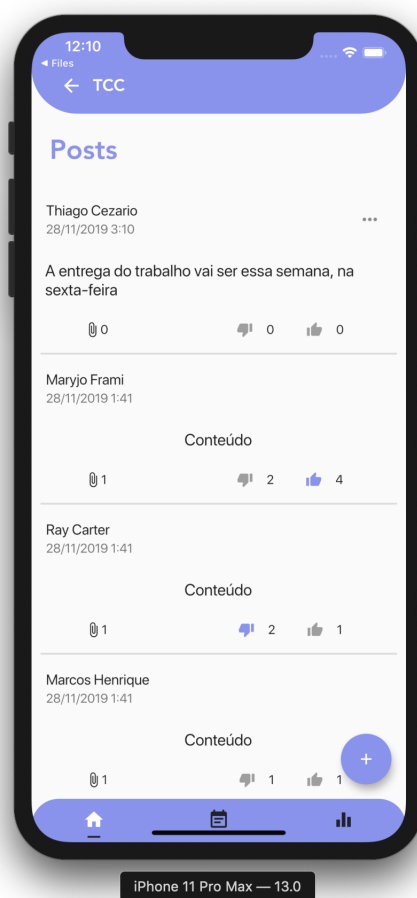 12:10
◀ Files
← TCC
Posts
Thiago Cezario
28/11/2019 3:10
A entrega do trabalho vai ser essa semana, na
sexta-feira
0 0 0
Maryjo Frami
28/11/2019 1:41
Conteúdo
1 2 4
Ray Carter
28/11/2019 1:41
Conteúdo
1 2 1
Marcos Henrique
28/11/2019 1:41
Conteúdo
+
1 1 1
iPhone 11 Pro Max — 13.0